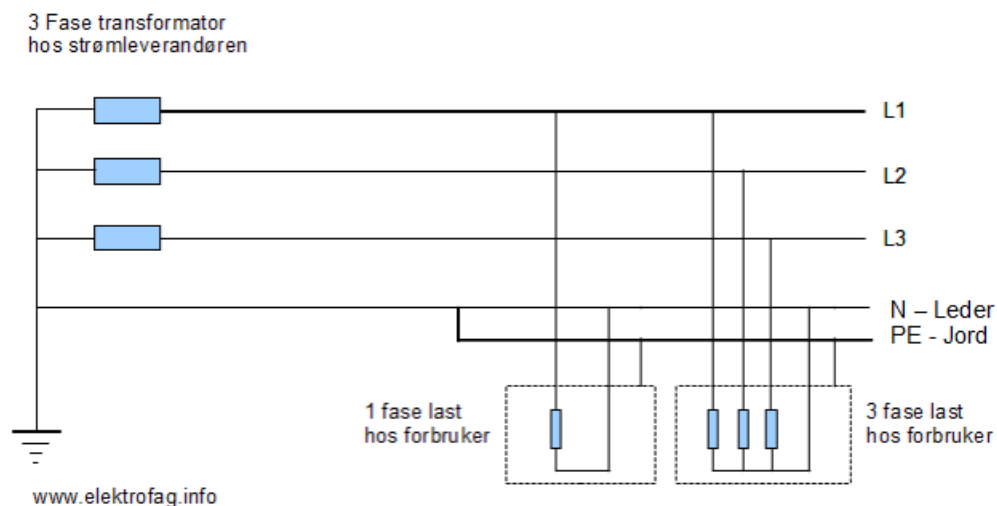 3 Fase transformator
hos strømleverandøren
L1
L2
L3
N – Leder
PE - Jord
1 fase last
hos forbruker
3 fase last
hos forbruker
www.elektrofag.info